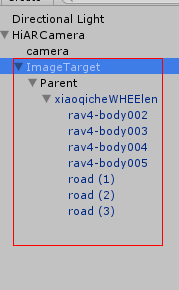 Directional Light
HiARCamera
camera
ImageTarget
Parent
xiaoqicheWHEElen
rav4-body002
rav4-body003
rav4-body004
rav4-body005
road (1)
road (2)
road (3)